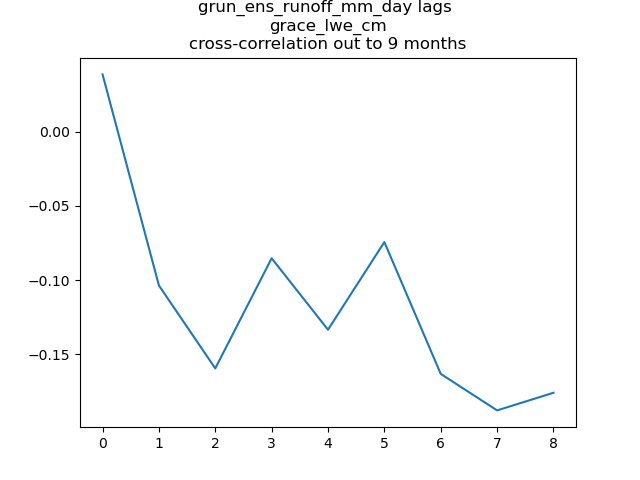 grun_ens_runoff_mm_day lags
grace_lwe_cm
cross-correlation out to 9 months
0.00
−0.05
−0.10
−0.15
0 1 2 3 4 5 6 7 8